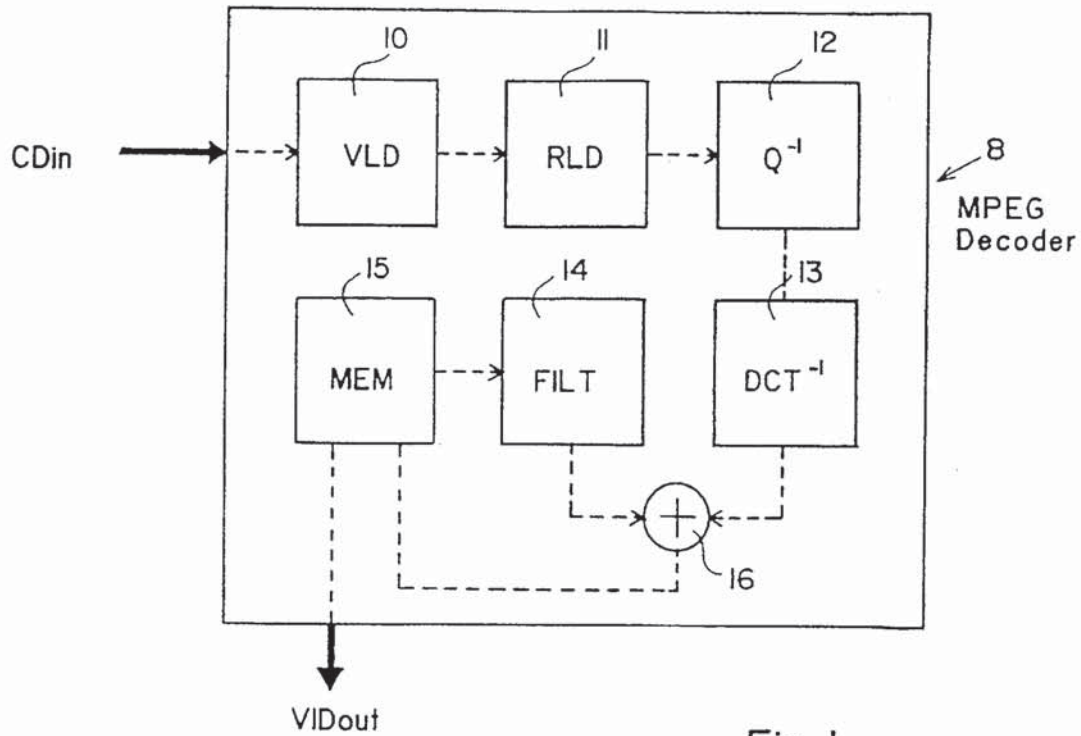 10
11
12
CDin
VLD
RLD
Q⁻¹
8
MPEG
Decoder
15
14
13
MEM
FILT
DCT⁻¹
+
16
VIDout